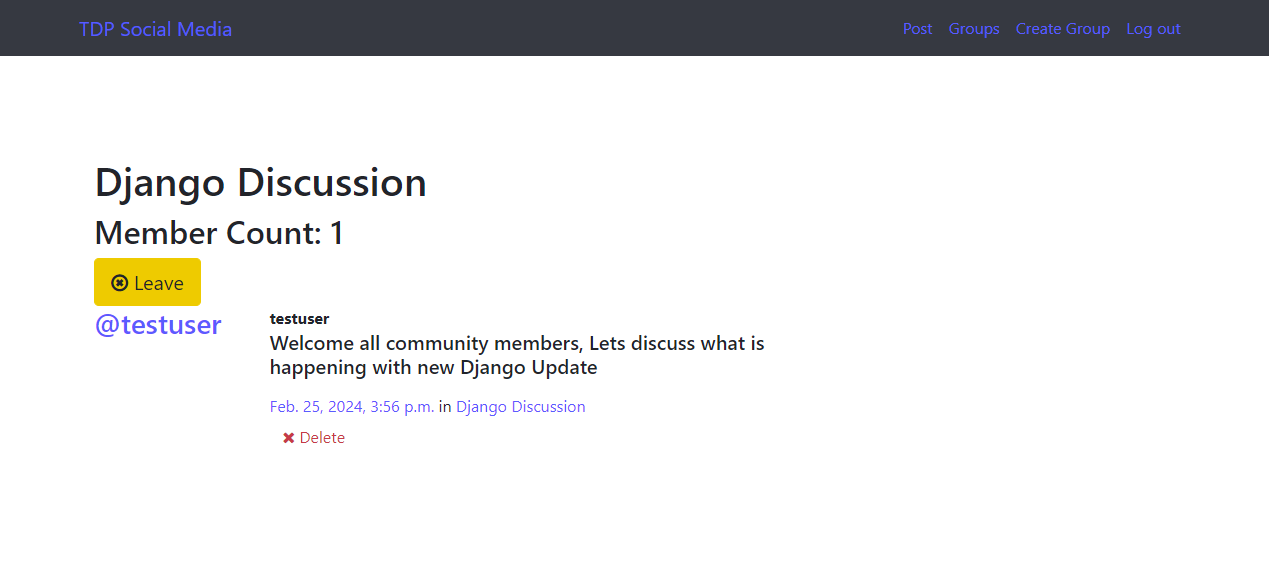 TDP Social Media
Post Groups Create Group Log out
Django Discussion
Member Count: 1
Leave
@testuser
testuser
Welcome all community members, Lets discuss what is
happening with new Django Update
Feb. 25, 2024, 3:56 p.m. in Django Discussion
Delete